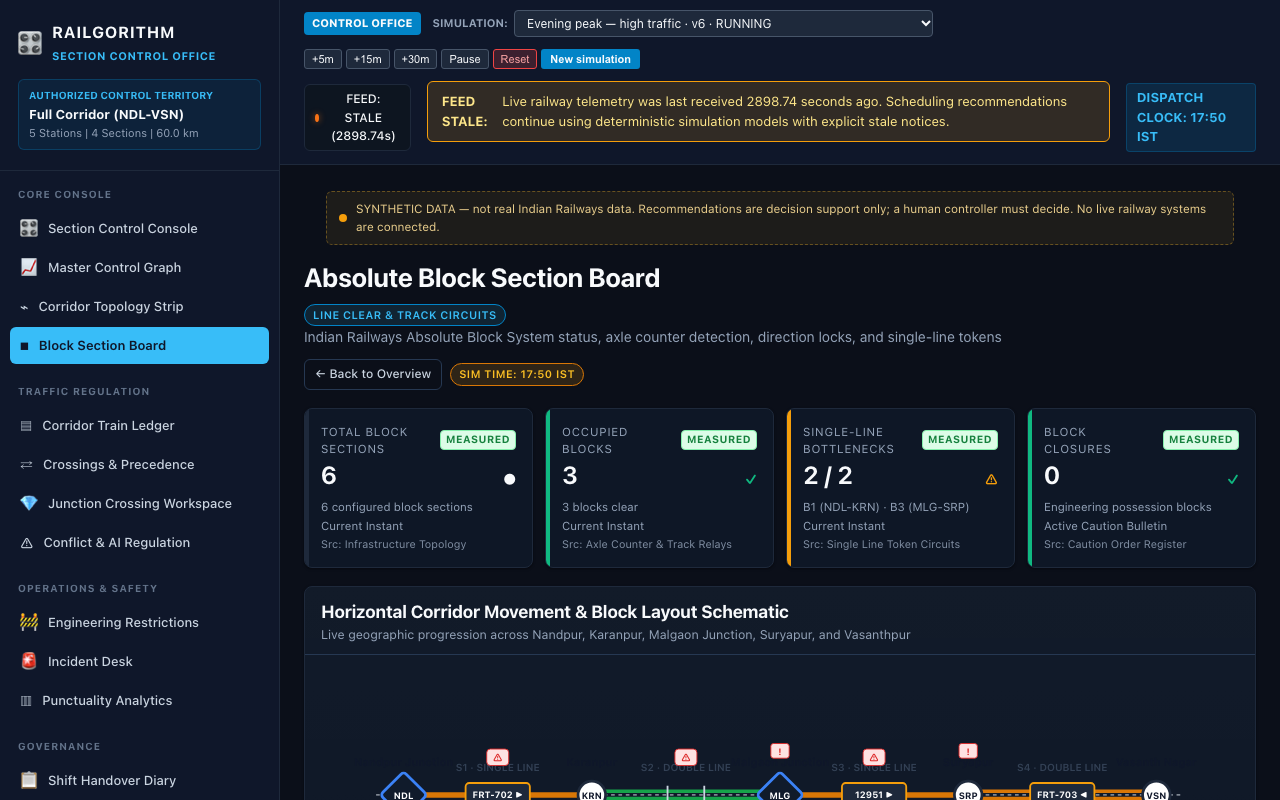 RAILGORITHM
SECTION CONTROL OFFICE
AUTHORIZED CONTROL TERRITORY
Full Corridor (NDL-VSN)
5 Stations | 4 Sections | 60.0 km
CORE CONSOLE
Section Control Console
Master Control Graph
Corridor Topology Strip
Block Section Board
TRAFFIC REGULATION
Corridor Train Ledger
Crossings & Precedence
Junction Crossing Workspace
Conflict & AI Regulation
OPERATIONS & SAFETY
Engineering Restrictions
Incident Desk
Punctuality Analytics
GOVERNANCE
Shift Handover Diary
CONTROL OFFICE SIMULATION: Evening peak — high traffic · v6 · RUNNING
+5m +15m +30m Pause Reset New simulation
FEED:
STALE
(2898.74s)
FEED
STALE:
Live railway telemetry was last received 2898.74 seconds ago. Scheduling recommendations
continue using deterministic simulation models with explicit stale notices.
DISPATCH
CLOCK: 17:50
IST
SYNTHETIC DATA — not real Indian Railways data. Recommendations are decision support only; a human controller must decide. No live railway systems
are connected.
Absolute Block Section Board
LINE CLEAR & TRACK CIRCUITS
Indian Railways Absolute Block System status, axle counter detection, direction locks, and single-line tokens
← Back to Overview SIM TIME: 17:50 IST
TOTAL BLOCK
SECTIONS
MEASURED
6
6 configured block sections
Current Instant
Src: Infrastructure Topology
OCCUPIED
BLOCKS
MEASURED
3
3 blocks clear
Current Instant
Src: Axle Counter & Track Relays
SINGLE-LINE
BOTTLENECKS
MEASURED
2 / 2
B1 (NDL-KRN) · B3 (MLG-SRP)
Current Instant
Src: Single Line Token Circuits
BLOCK
CLOSURES
MEASURED
0
Engineering possession blocks
Active Caution Bulletin
Src: Caution Order Register
Horizontal Corridor Movement & Block Layout Schematic
Live geographic progression across Nandpur, Karanpur, Malgaon Junction, Suryapur, and Vasanthpur
S1 · SINGLE LINE S2 · DOUBLE LINE S3 · SINGLE LINE S4 · DOUBLE LINE
NDL FRT-702 ▶ KRN MLG 12951 ▶ SRP FRT-703 ◀ VSN